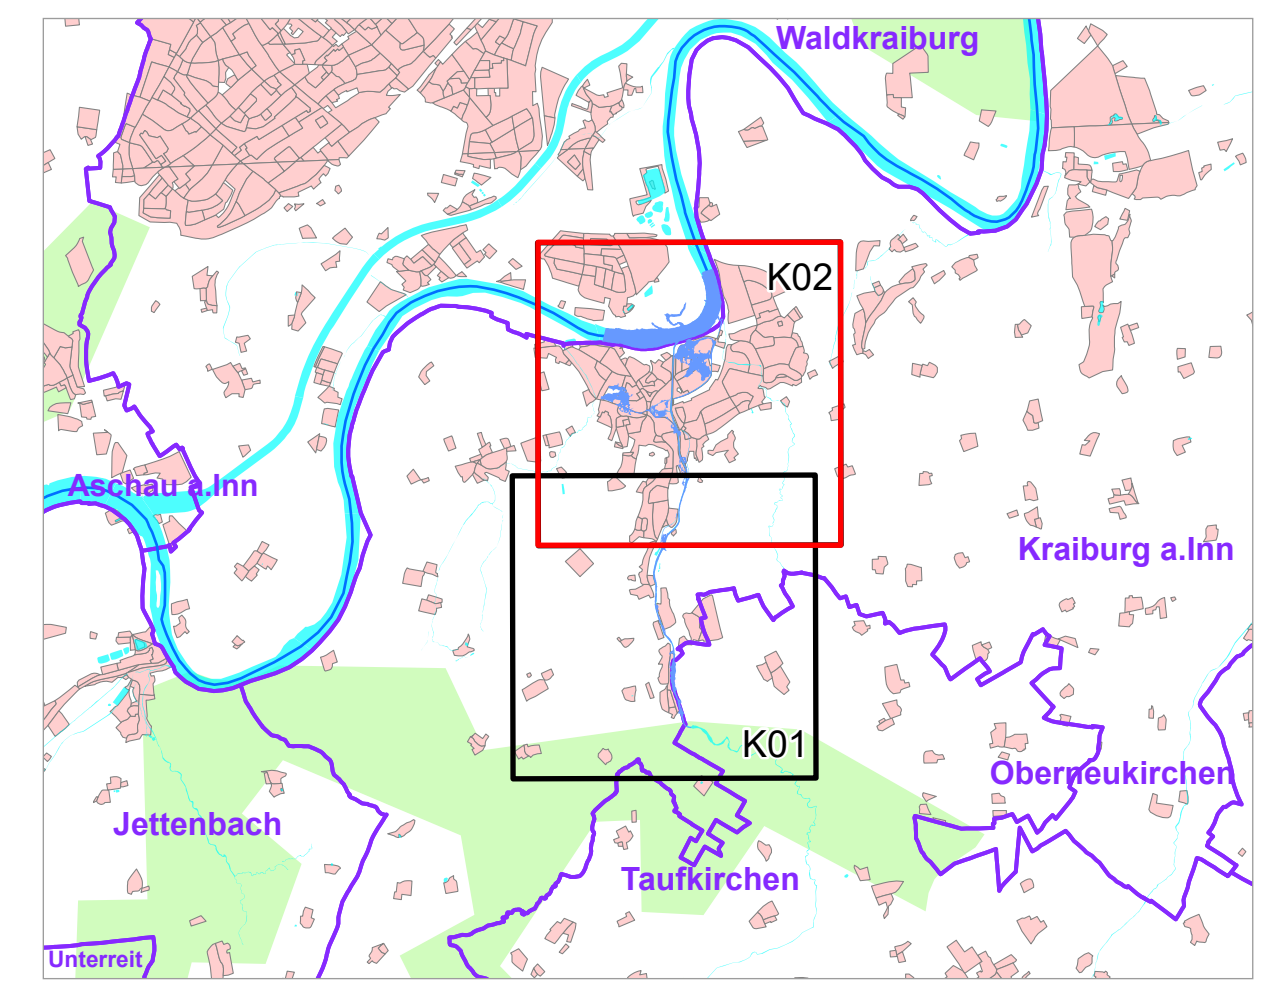 Waldkraiburg
K02
Aschau a.Inn
Kraiburg a.Inn
K01
Oberneukirchen
Jettenbach
Taufkirchen
Unterreit